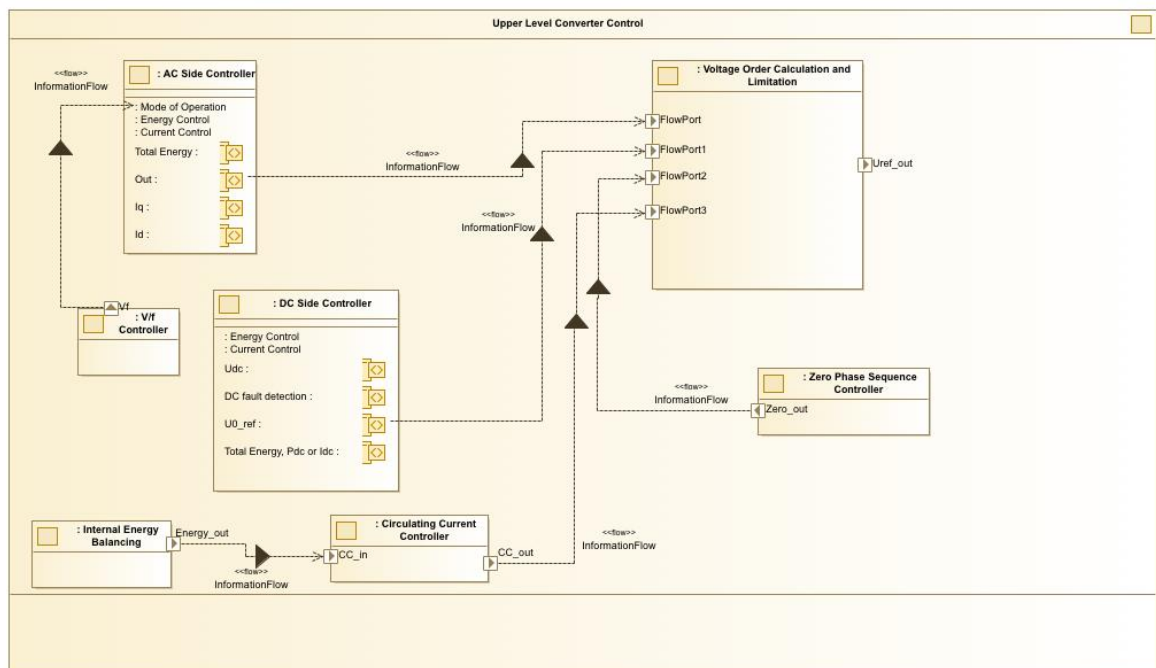 Upper Level Converter Control
<<flow>>
InformationFlow
: AC Side Controller
: Mode of Operation
: Energy Control
: Current Control
Total Energy :
Out :
Iq :
Id :
<<flow>>
InformationFlow
: Voltage Order Calculation and
Limitation
FlowPort
FlowPort1
FlowPort2
FlowPort3
Uref_out
<<flow>>
InformationFlow
Vf
: V/f
Controller
: DC Side Controller
: Energy Control
: Current Control
Udc :
DC fault detection :
U0_ref :
Total Energy, Pdc or Idc :
: Zero Phase Sequence
Controller
Zero_out
<<flow>>
InformationFlow
: Internal Energy
Balancing
Energy_out
<<flow>>
InformationFlow
: Circulating Current
Controller
CC_in
CC_out
<<flow>>
InformationFlow